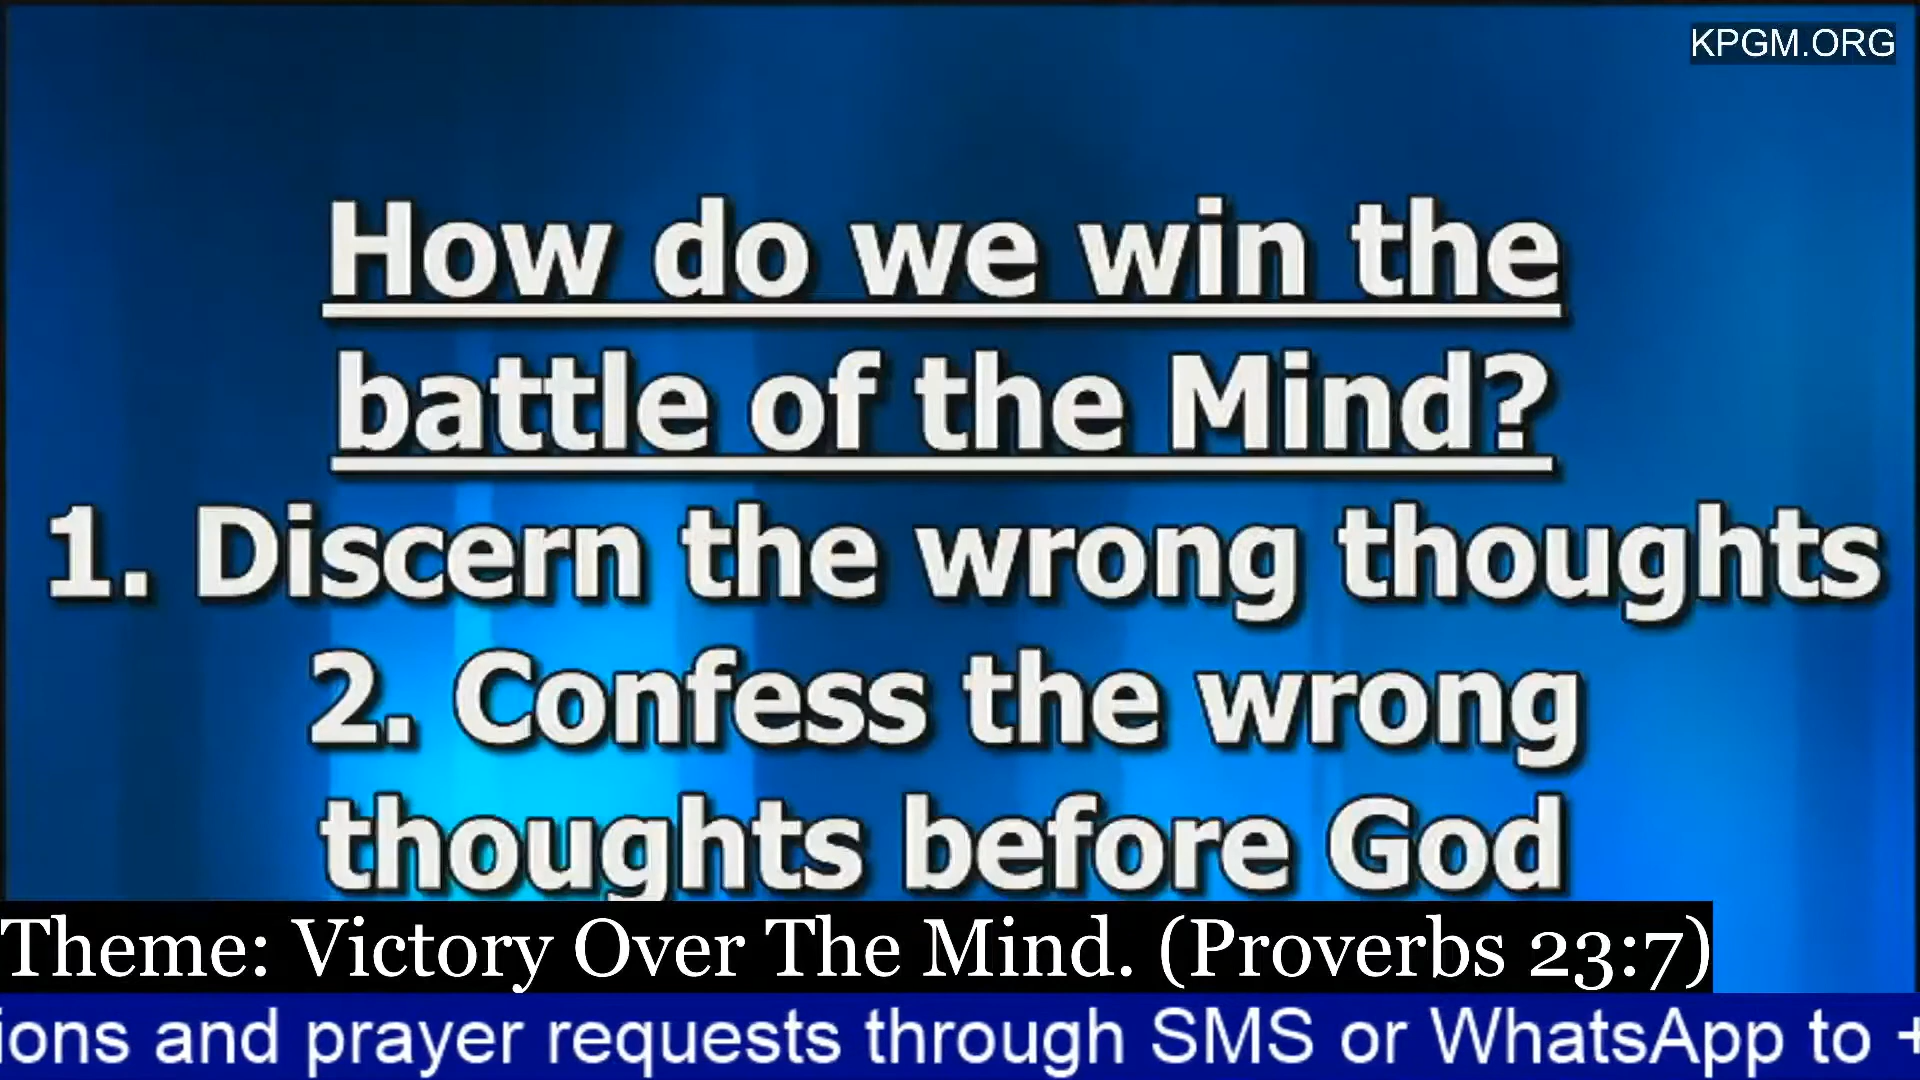 KPGM.ORG
How do we win the
battle of the Mind?
1. Discern the wrong thoughts
2. Confess the wrong
thoughts before God
Theme: Victory Over The Mind. (Proverbs 23:7)
ions and prayer requests through SMS or WhatsApp to +